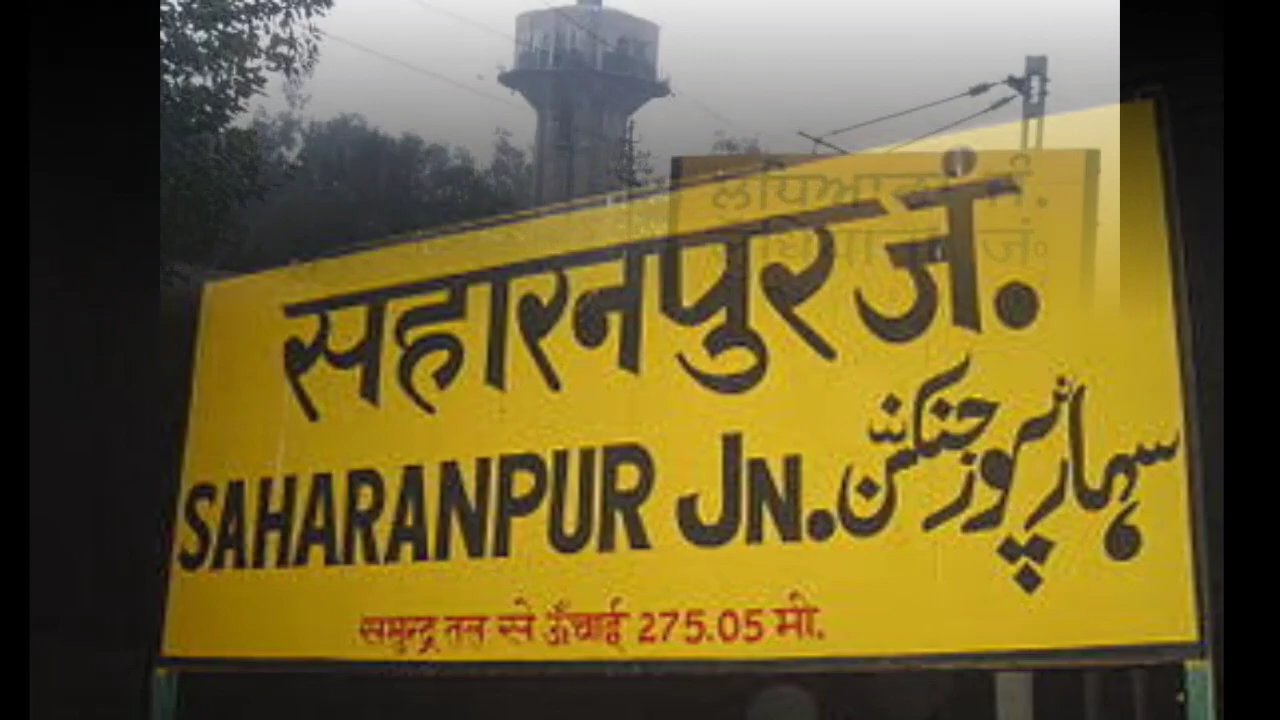 सहारनपुर जं.
SAHARANPUR JN. سہارنپور جنکشن
समुन्द्र तल से ऊँचाई 275.05 मी.